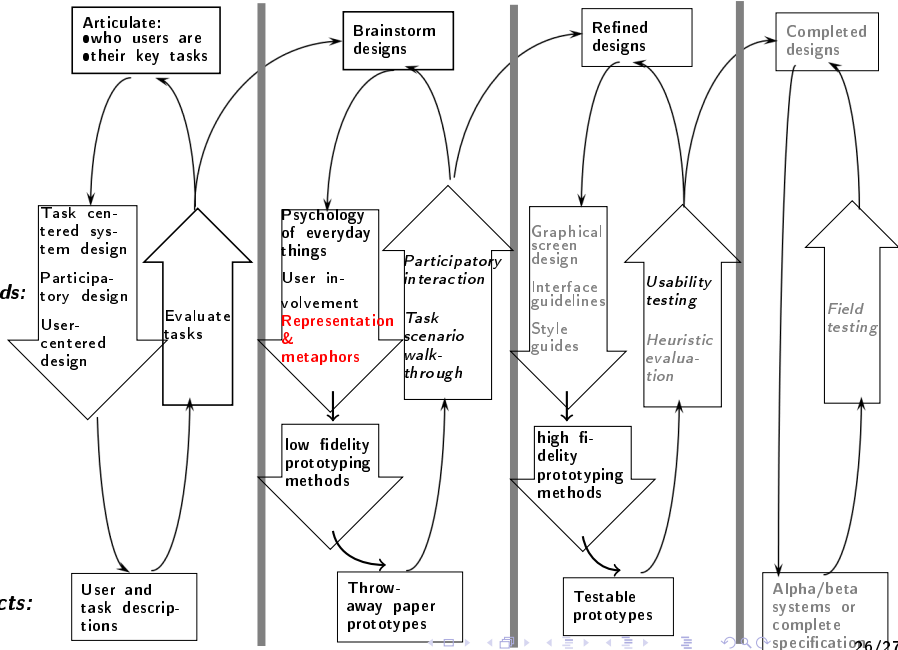 Articulate:
•who users are
•their key tasks
Brainstorm
designs
Refined
designs
Completed
designs
Task cen-
tered sys-
tem design
Participa-
tory design
User-
centered
design
Evaluate
tasks
Psychology
of everyday
things
User in-
volvement
Representation
&
metaphors
Participatory
interaction
Task
scenario
walk-
through
Graphical
screen
design
Interface
guidelines
Style
guides
Usability
testing
Heuristic
evalua-
tion
Field
testing
ds:
low fidelity
prototyping
methods
high fi-
delity
prototyping
methods
cts:
User and
task descrip-
tions
Throw-
away paper
prototypes
Testable
prototypes
Alpha/beta
systems or
complete
specification
26/27